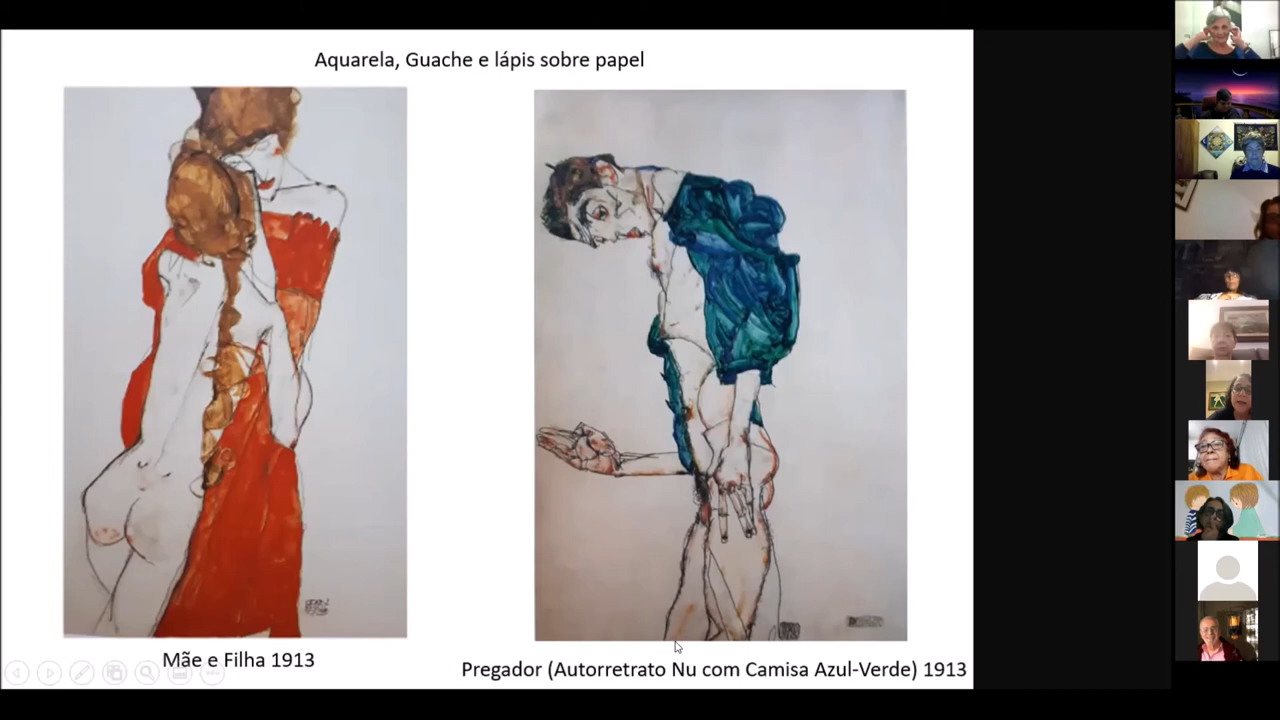 Aquarela, Guache e lápis sobre papel
Mãe e Filha 1913
Pregador (Autorretrato Nu com Camisa Azul-Verde) 1913